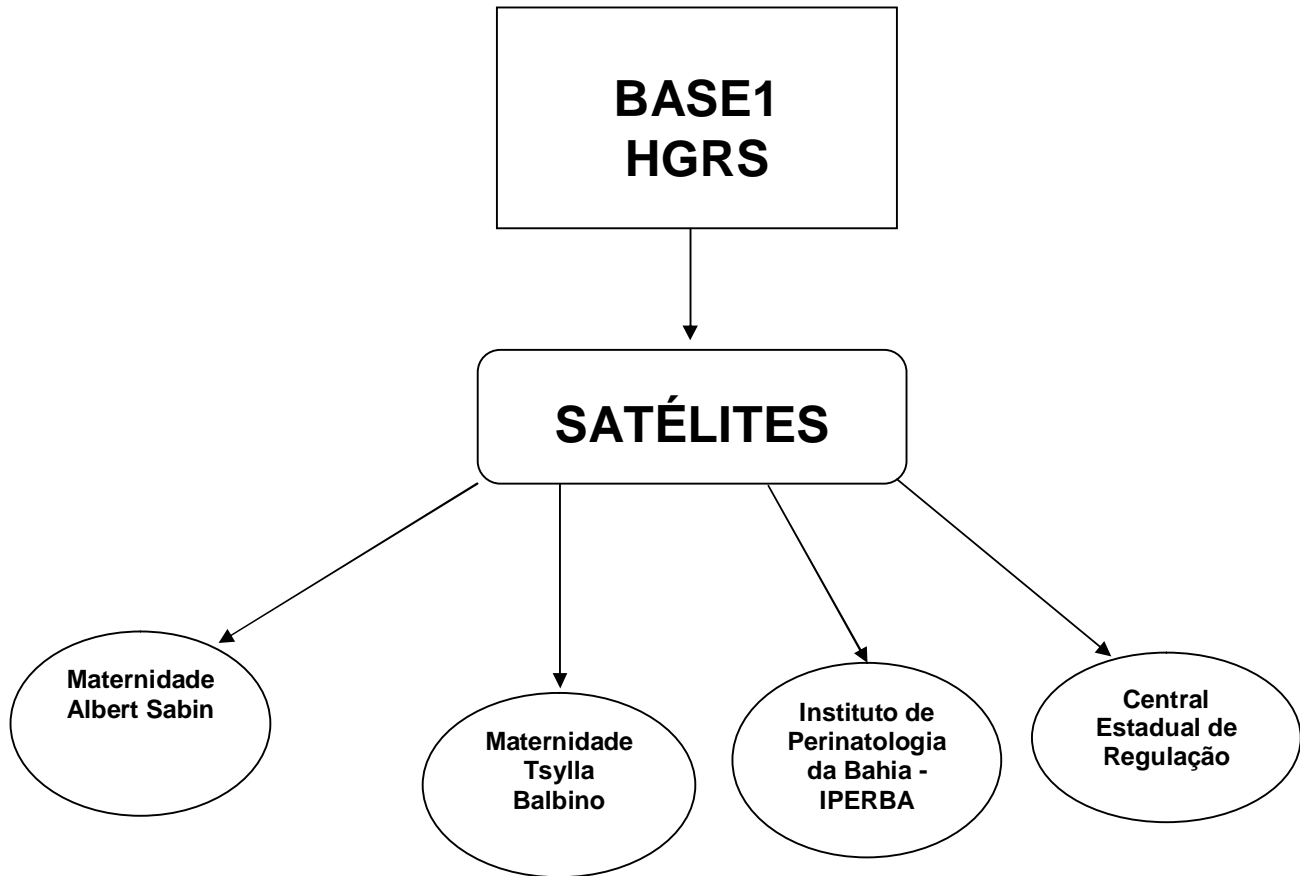 BASE1
HGRS
SATÉLITES
Maternidade
Albert Sabin
Maternidade
Tsylla
Balbino
Instituto de
Perinatologia
da Bahia -
IPERBA
Central
Estadual de
Regulação